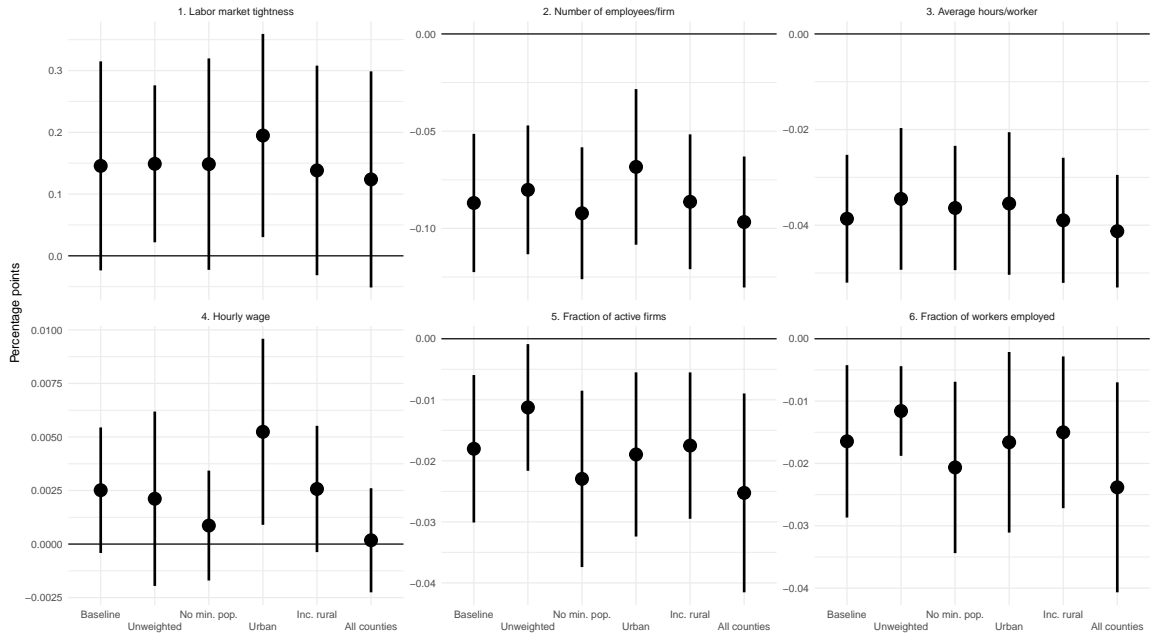 1. Labor market tightness
2. Number of employees/firm
3. Average hours/worker
0.3
0.2
0.1
0.0
0.00
−0.05
−0.10
0.00
−0.02
−0.04
Percentage points
4. Hourly wage
5. Fraction of active firms
6. Fraction of workers employed
0.0100
0.0075
0.0050
0.0025
0.0000
−0.0025
0.00
−0.01
−0.02
−0.03
−0.04
0.00
−0.01
−0.02
−0.03
−0.04
Baseline No min. pop. Inc. rural
Unweighted Urban All counties
Baseline No min. pop. Inc. rural
Unweighted Urban All counties
Baseline No min. pop. Inc. rural
Unweighted Urban All counties